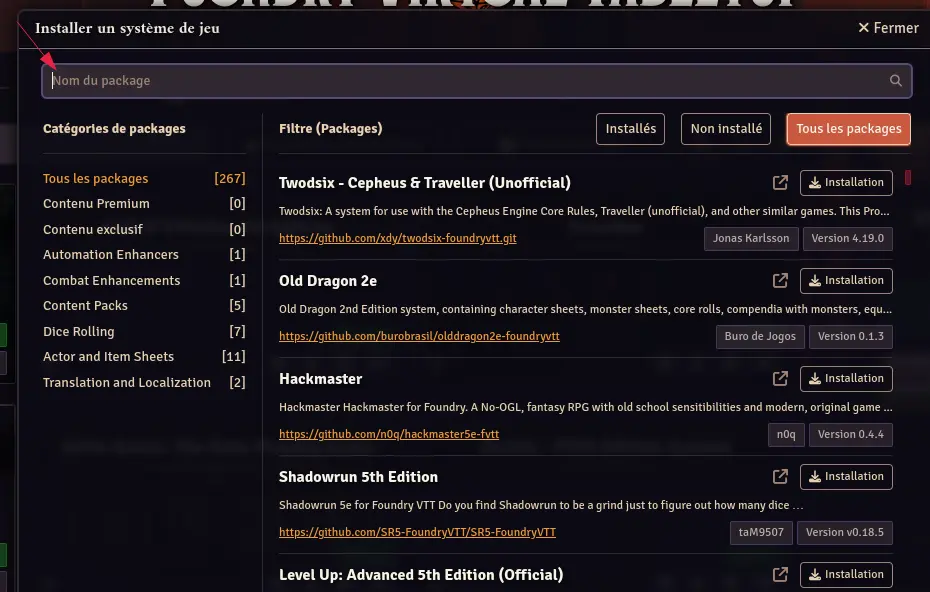 FOUNDRY VIRTUAL TABLETOP
Installer un système de jeu
Fermer
Nom du package
Catégories de packages
Tous les packages [267]
Contenu Premium [0]
Contenu exclusif [0]
Automation Enhancers [1]
Combat Enhancements [1]
Content Packs [5]
Dice Rolling [7]
Actor and Item Sheets [11]
Translation and Localization [2]
Filtre (Packages)
Installés
Non installé
Tous les packages
Twodsix - Cepheus & Traveller (Unofficial)
Installation
Twodsix: A system for use with the Cepheus Engine Core Rules, Traveller (unofficial), and other similar games. This Pro...
https://github.com/xdy/twodsix-foundryvtt.git
Jonas Karlsson
Version 4.19.0
Old Dragon 2e
Installation
Old Dragon 2nd Edition system, containing character sheets, monster sheets, core rolls, compendia with monsters, equ...
https://github.com/burobrasil/olddragon2e-foundryvtt
Buro de Jogos
Version 0.1.3
Hackmaster
Installation
Hackmaster Hackmaster for Foundry. A No-OGL, fantasy RPG with old school sensitibilities and modern, original game ...
https://github.com/n0q/hackmaster5e-fvtt
n0q
Version 0.4.4
Shadowrun 5th Edition
Installation
Shadowrun 5e for Foundry VTT Do you find Shadowrun to be a grind just to figure out how many dice ...
https://github.com/SR5-FoundryVTT/SR5-FoundryVTT
taM9507
Version v0.18.5
Level Up: Advanced 5th Edition (Official)
Installation